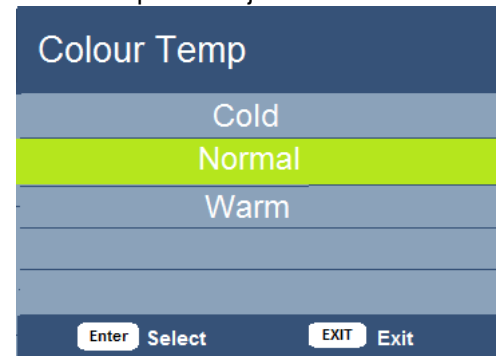 Colour Temp
Cold
Normal
Warm
Enter Select EXIT Exit